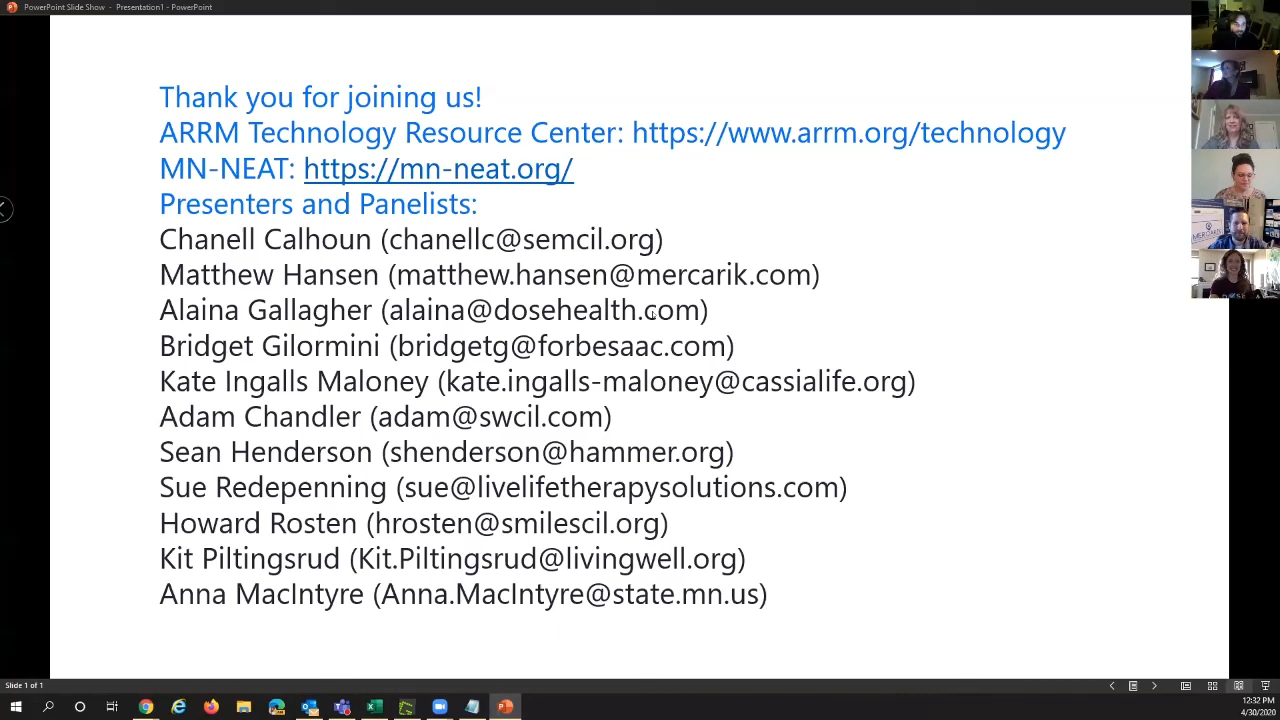 PowerPoint Slide Show - Presentation1 - PowerPoint
Thank you for joining us!
ARRM Technology Resource Center: https://www.arrm.org/technology
MN-NEAT: https://mn-neat.org/
Presenters and Panelists:
Chanell Calhoun (chanellc@semcil.org)
Matthew Hansen (matthew.hansen@mercarik.com)
Alaina Gallagher (alaina@dosehealth.com)
Bridget Gilormini (bridgetg@forbesaac.com)
Kate Ingalls Maloney (kate.ingalls-maloney@cassialife.org)
Adam Chandler (adam@swcil.com)
Sean Henderson (shenderson@hammer.org)
Sue Redepenning (sue@livelifetherapysolutions.com)
Howard Rosten (hrosten@smilescil.org)
Kit Piltingsrud (Kit.Piltingsrud@livingwell.org)
Anna MacIntyre (Anna.MacIntyre@state.mn.us)
Slide 1 of 1
12:32 PM
4/30/2020